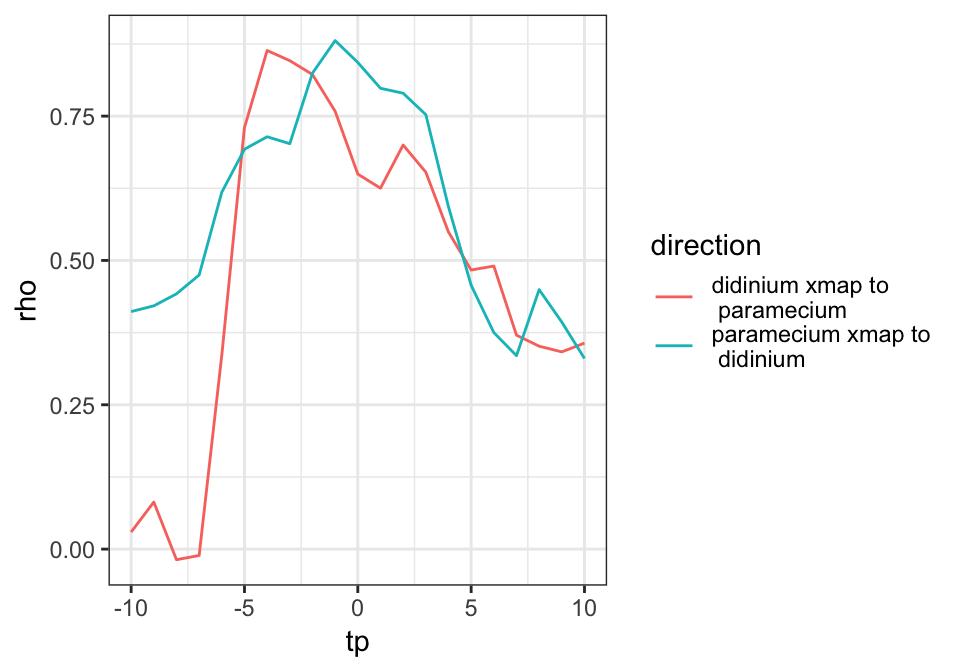 0.75
0.50
0.25
0.00
rho
-10
-5
0
5
10
tp
direction
didinium xmap to
paramecium
paramecium xmap to
didinium